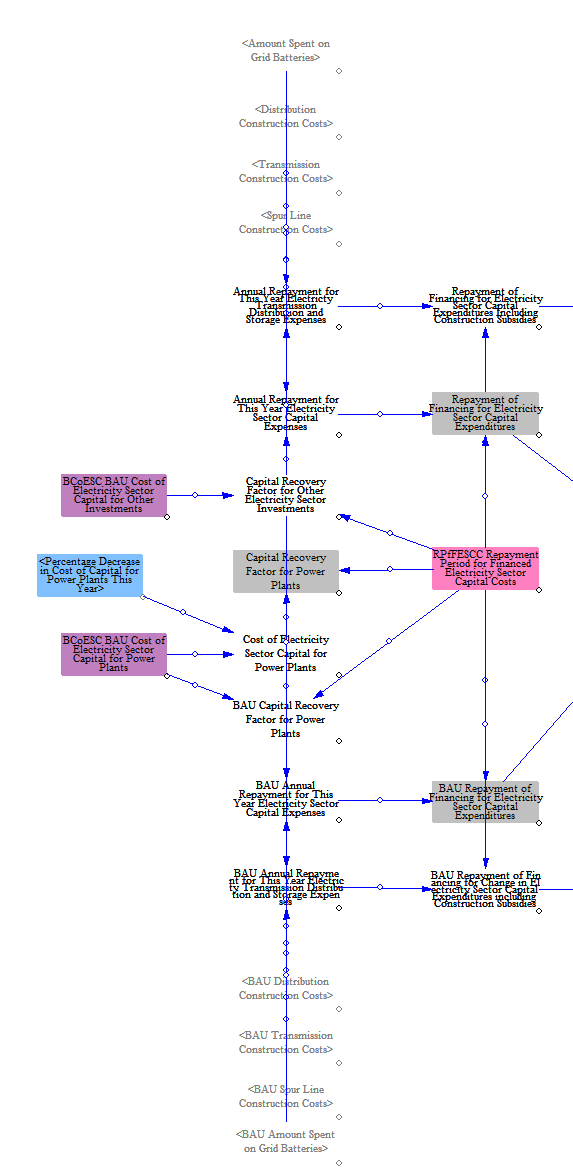 <Amount Spent on
Grid Batteries>
<Distribution
Construction Costs>
<Transmission
Construction Costs>
<Spur Line
Construction Costs>
Annual Repayment for
This Year Electricity
Transmission
Distribution and
Storage Expenses
Repayment of
Financing for Electricity
Sector Capital
Expenditures Including
Construction Subsidies
Annual Repayment for
This Year Electricity
Sector Capital
Expenses
Repayment of
Financing for Electricity
Sector Capital
Expenditures
BCoESC BAU Cost of
Electricity Sector
Capital for Other
Investments
Capital Recovery
Factor for Other
Electricity Sector
Investments
<Percentage Decrease
in Cost of Capital for
Power Plants This
Year>
Capital Recovery
Factor for Power
Plants
RPfFESCC Repayment
Period for Financed
Electricity Sector
Capital Costs
BCoESC BAU Cost of
Electricity Sector
Capital for Power
Plants
Cost of Electricity
Sector Capital for
Power Plants
BAU Capital Recovery
Factor for Power
Plants
BAU Annual
Repayment for This
Year Electricity Sector
Capital Expenses
BAU Repayment of
Financing for Electricity
Sector Capital
Expenditures
BAU Annual Repayme
nt for This Year Electric
ty Transmission Distribu
tion and Storage Expen
ses
BAU Repayment of Fin
ancing for Change in El
ectricity Sector Capital
Expenditures including
Construction Subsidies
<BAU Distribution
Construction Costs>
<BAU Transmission
Construction Costs>
<BAU Spur Line
Construction Costs>
<BAU Amount Spent
on Grid Batteries>